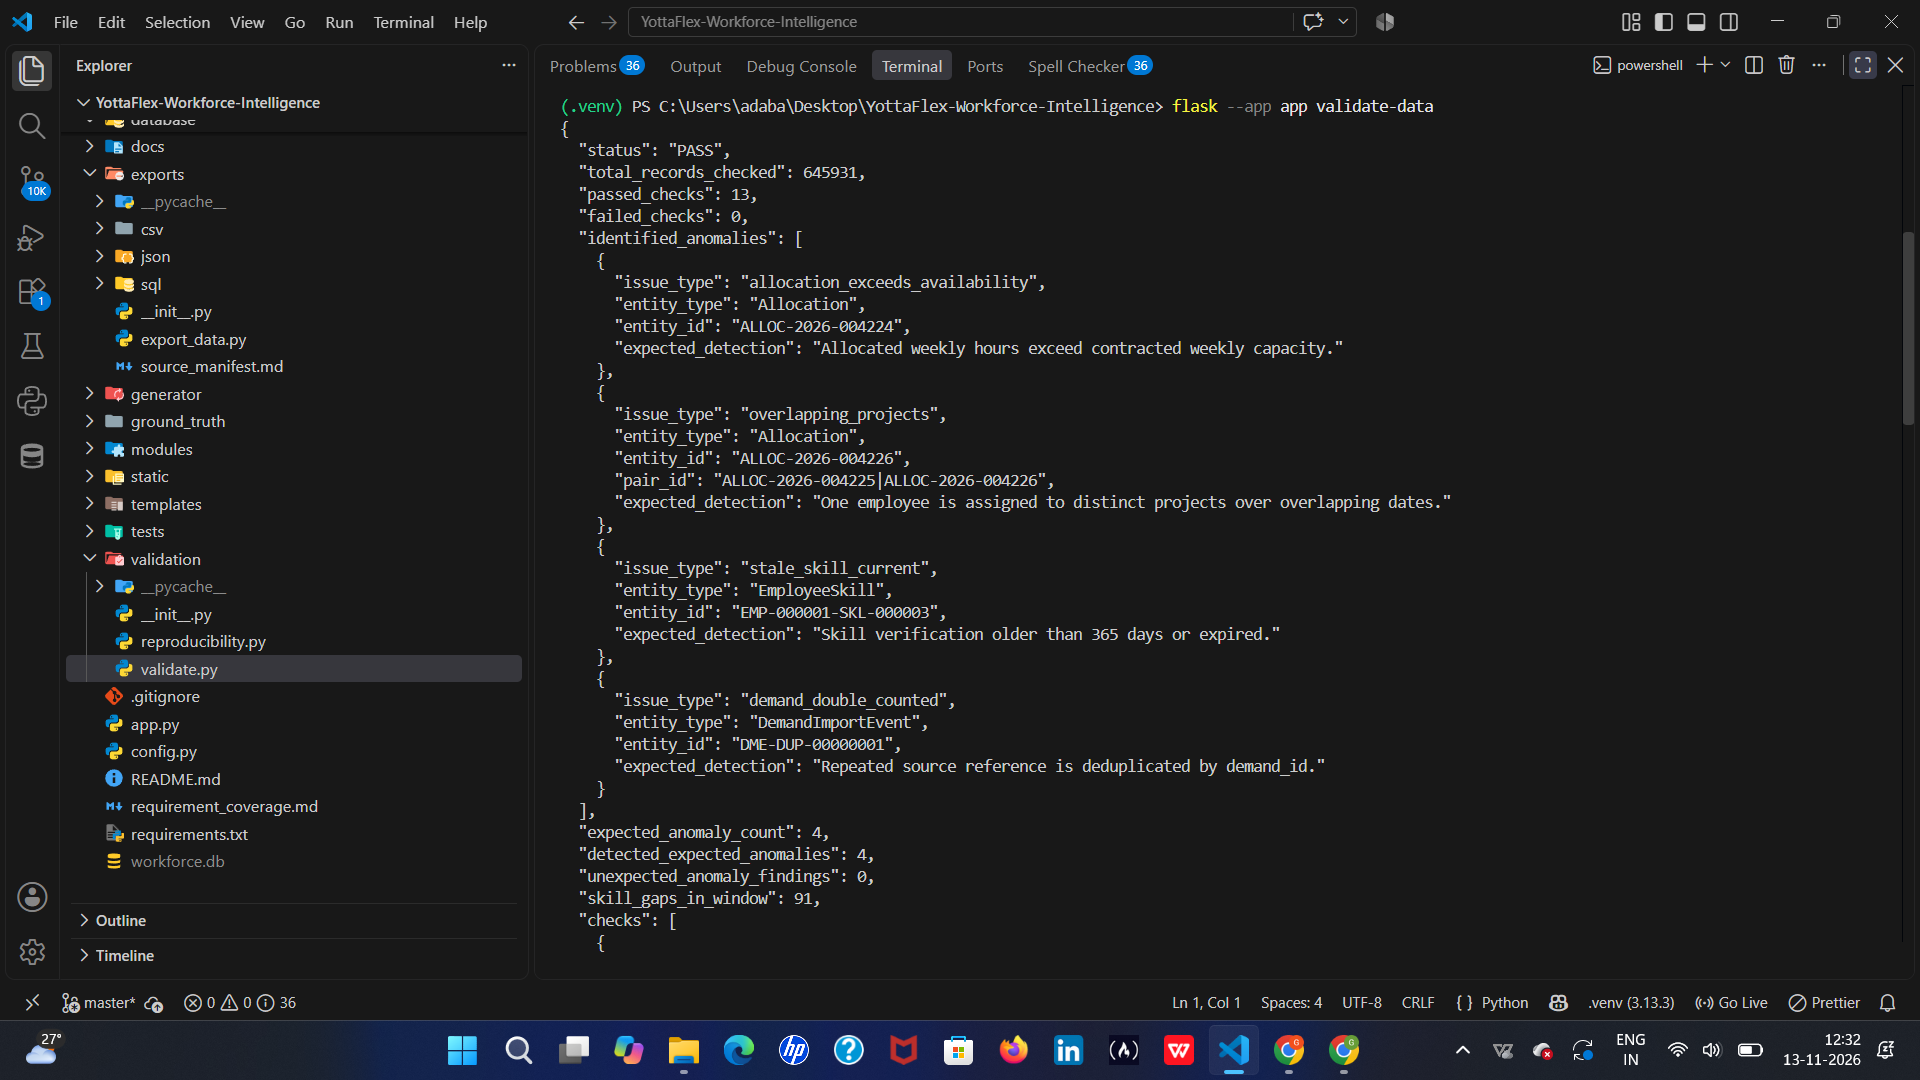 File Edit Selection View Go Run Terminal Help
YottaFlex-Workforce-Intelligence
Explorer
YottaFlex-Workforce-Intelligence
database
docs
exports
__pycache__
csv
json
sql
__init__.py
export_data.py
source_manifest.md
generator
ground_truth
modules
static
templates
tests
validation
__pycache__
__init__.py
reproducibility.py
validate.py
.gitignore
app.py
config.py
README.md
requirement_coverage.md
requirements.txt
workforce.db
Outline
Timeline
10K
1
Problems 36 Output Debug Console Terminal Ports Spell Checker 36
powershell
(.venv) PS C:\Users\adaba\Desktop\YottaFlex-Workforce-Intelligence> flask --app app validate-data
{
"status": "PASS",
"total_records_checked": 645931,
"passed_checks": 13,
"failed_checks": 0,
"identified_anomalies": [
{
"issue_type": "allocation_exceeds_availability",
"entity_type": "Allocation",
"entity_id": "ALLOC-2026-004224",
"expected_detection": "Allocated weekly hours exceed contracted weekly capacity."
},
{
"issue_type": "overlapping_projects",
"entity_type": "Allocation",
"entity_id": "ALLOC-2026-004226",
"pair_id": "ALLOC-2026-004225|ALLOC-2026-004226",
"expected_detection": "One employee is assigned to distinct projects over overlapping dates."
},
{
"issue_type": "stale_skill_current",
"entity_type": "EmployeeSkill",
"entity_id": "EMP-000001-SKL-000003",
"expected_detection": "Skill verification older than 365 days or expired."
},
{
"issue_type": "demand_double_counted",
"entity_type": "DemandImportEvent",
"entity_id": "DME-DUP-00000001",
"expected_detection": "Repeated source reference is deduplicated by demand_id."
}
],
"expected_anomaly_count": 4,
"detected_expected_anomalies": 4,
"unexpected_anomaly_findings": 0,
"skill_gaps_in_window": 91,
"checks": [
{
master* 0 0 36 Ln 1, Col 1 Spaces: 4 UTF-8 CRLF { } Python .venv (3.13.3) Go Live Prettier
27° ENG 12:32
IN 13-11-2026